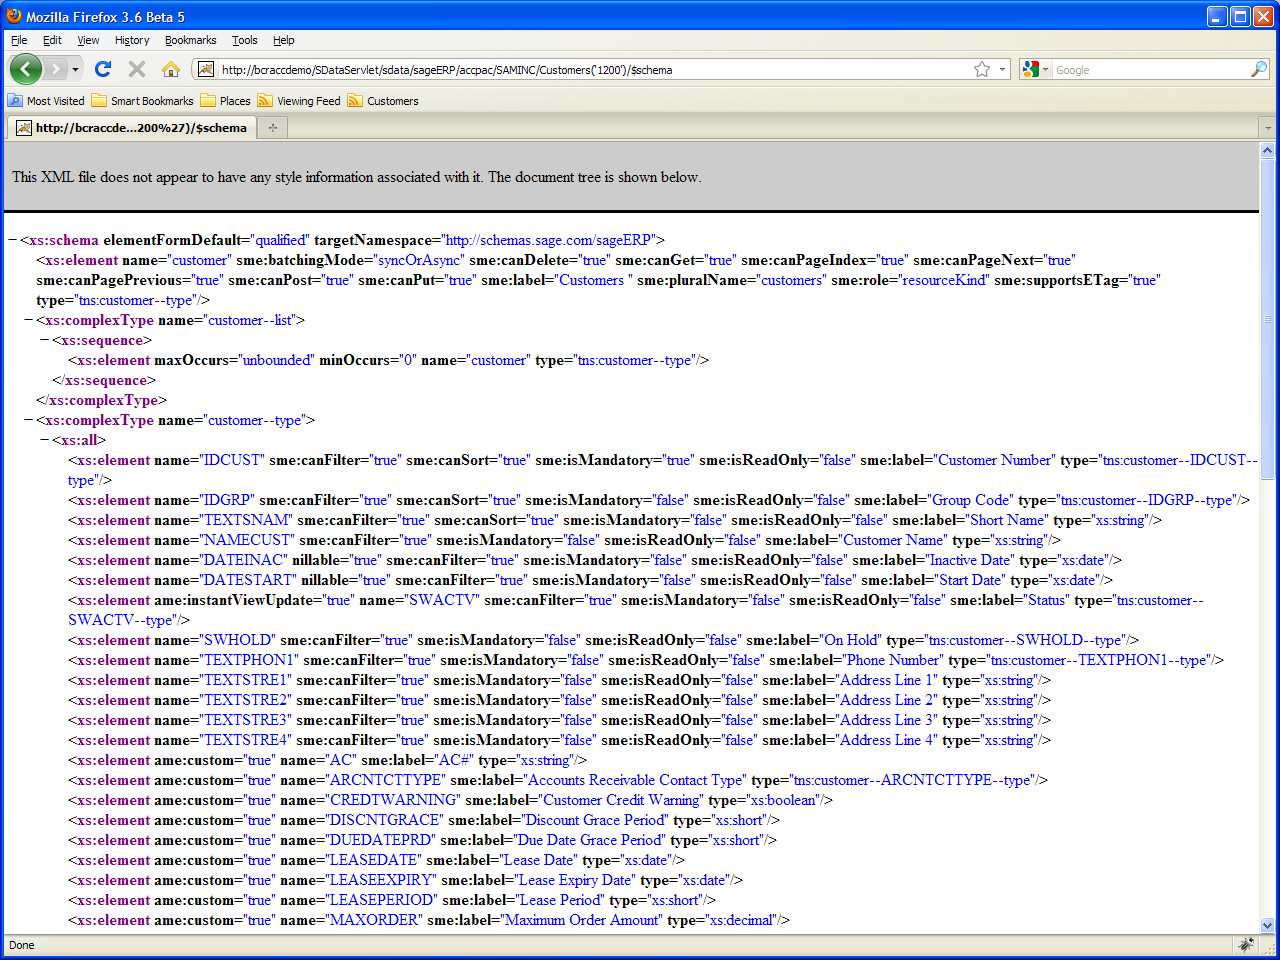 Mozilla Firefox 3.6 Beta 5
File Edit View History Bookmarks Tools Help
http://bcraccdemo/SDataServlet/sdata/sageERP/accpac/SAMINC/Customers('1200')/$schema
Google
Most Visited Smart Bookmarks Places Viewing Feed Customers
http://bcraccde...200%27)/$schema
This XML file does not appear to have any style information associated with it. The document tree is shown below.
−<xs:schema elementFormDefault="qualified" targetNamespace="http://schemas.sage.com/sageERP">
<xs:element name="customer" sme:batchingMode="syncOrAsync" sme:canDelete="true" sme:canGet="true" sme:canPageIndex="true" sme:canPageNext="true"
sme:canPagePrevious="true" sme:canPost="true" sme:canPut="true" sme:label="Customers " sme:pluralName="customers" sme:role="resourceKind" sme:supportsETag="true"
type="tns:customer--type"/>
−<xs:complexType name="customer--list">
−<xs:sequence>
<xs:element maxOccurs="unbounded" minOccurs="0" name="customer" type="tns:customer--type"/>
</xs:sequence>
</xs:complexType>
−<xs:complexType name="customer--type">
−<xs:all>
<xs:element name="IDCUST" sme:canFilter="true" sme:canSort="true" sme:isMandatory="true" sme:isReadOnly="false" sme:label="Customer Number" type="tns:customer--IDCUST--
type"/>
<xs:element name="IDGRP" sme:canFilter="true" sme:canSort="true" sme:isMandatory="false" sme:isReadOnly="false" sme:label="Group Code" type="tns:customer--IDGRP--type"/>
<xs:element name="TEXTSNAM" sme:canFilter="true" sme:canSort="true" sme:isMandatory="false" sme:isReadOnly="false" sme:label="Short Name" type="xs:string"/>
<xs:element name="NAMECUST" sme:canFilter="true" sme:isMandatory="false" sme:isReadOnly="false" sme:label="Customer Name" type="xs:string"/>
<xs:element name="DATEINAC" nillable="true" sme:canFilter="true" sme:isMandatory="false" sme:isReadOnly="false" sme:label="Inactive Date" type="xs:date"/>
<xs:element name="DATESTART" nillable="true" sme:canFilter="true" sme:isMandatory="false" sme:isReadOnly="false" sme:label="Start Date" type="xs:date"/>
<xs:element ame:instantViewUpdate="true" name="SWACTV" sme:canFilter="true" sme:isMandatory="false" sme:isReadOnly="false" sme:label="Status" type="tns:customer--
SWACTV--type"/>
<xs:element name="SWHOLD" sme:canFilter="true" sme:isMandatory="false" sme:isReadOnly="false" sme:label="On Hold" type="tns:customer--SWHOLD--type"/>
<xs:element name="TEXTPHON1" sme:canFilter="true" sme:isMandatory="false" sme:isReadOnly="false" sme:label="Phone Number" type="tns:customer--TEXTPHON1--type"/>
<xs:element name="TEXTSTRE1" sme:canFilter="true" sme:isMandatory="false" sme:isReadOnly="false" sme:label="Address Line 1" type="xs:string"/>
<xs:element name="TEXTSTRE2" sme:canFilter="true" sme:isMandatory="false" sme:isReadOnly="false" sme:label="Address Line 2" type="xs:string"/>
<xs:element name="TEXTSTRE3" sme:canFilter="true" sme:isMandatory="false" sme:isReadOnly="false" sme:label="Address Line 3" type="xs:string"/>
<xs:element name="TEXTSTRE4" sme:canFilter="true" sme:isMandatory="false" sme:isReadOnly="false" sme:label="Address Line 4" type="xs:string"/>
<xs:element ame:custom="true" name="AC" sme:label="AC#" type="xs:string"/>
<xs:element ame:custom="true" name="ARCNTCTTYPE" sme:label="Accounts Receivable Contact Type" type="tns:customer--ARCNTCTTYPE--type"/>
<xs:element ame:custom="true" name="CREDTWARNING" sme:label="Customer Credit Warning" type="xs:boolean"/>
<xs:element ame:custom="true" name="DISCNTGRACE" sme:label="Discount Grace Period" type="xs:short"/>
<xs:element ame:custom="true" name="DUEDATEPRD" sme:label="Due Date Grace Period" type="xs:short"/>
<xs:element ame:custom="true" name="LEASEDATE" sme:label="Lease Date" type="xs:date"/>
<xs:element ame:custom="true" name="LEASEEXPIRY" sme:label="Lease Expiry Date" type="xs:date"/>
<xs:element ame:custom="true" name="LEASEPERIOD" sme:label="Lease Period" type="xs:short"/>
<xs:element ame:custom="true" name="MAXORDER" sme:label="Maximum Order Amount" type="xs:decimal"/>
Done